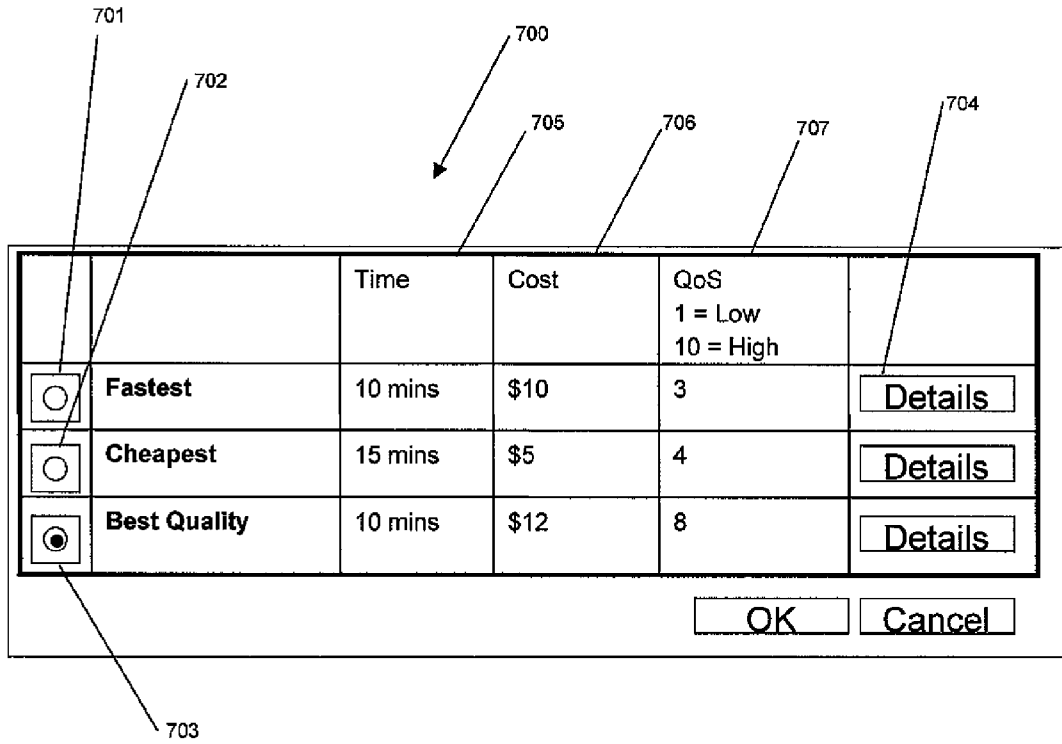 701
700
702
704
705
706
707
Time Cost QoS
1 = Low
10 = High
Fastest 10 mins $10 3 Details
Cheapest 15 mins $5 4 Details
Best Quality 10 mins $12 8 Details
OK Cancel
703